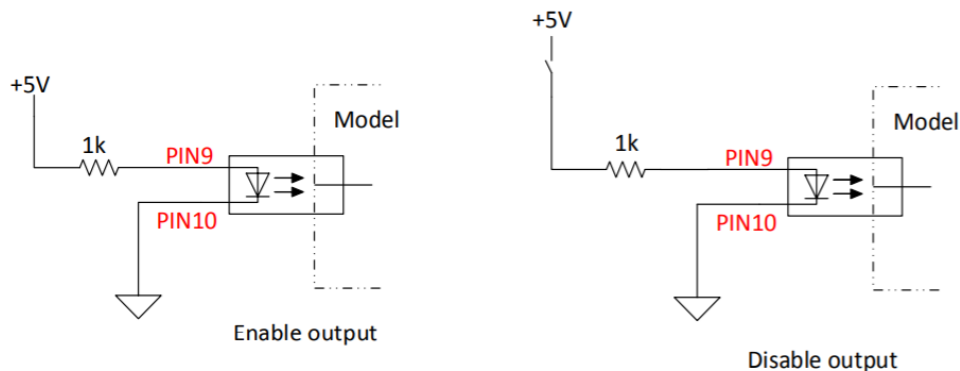 +5V
1k
PIN9
PIN10
Model
Enable output
+5V
1k
PIN9
PIN10
Model
Disable output